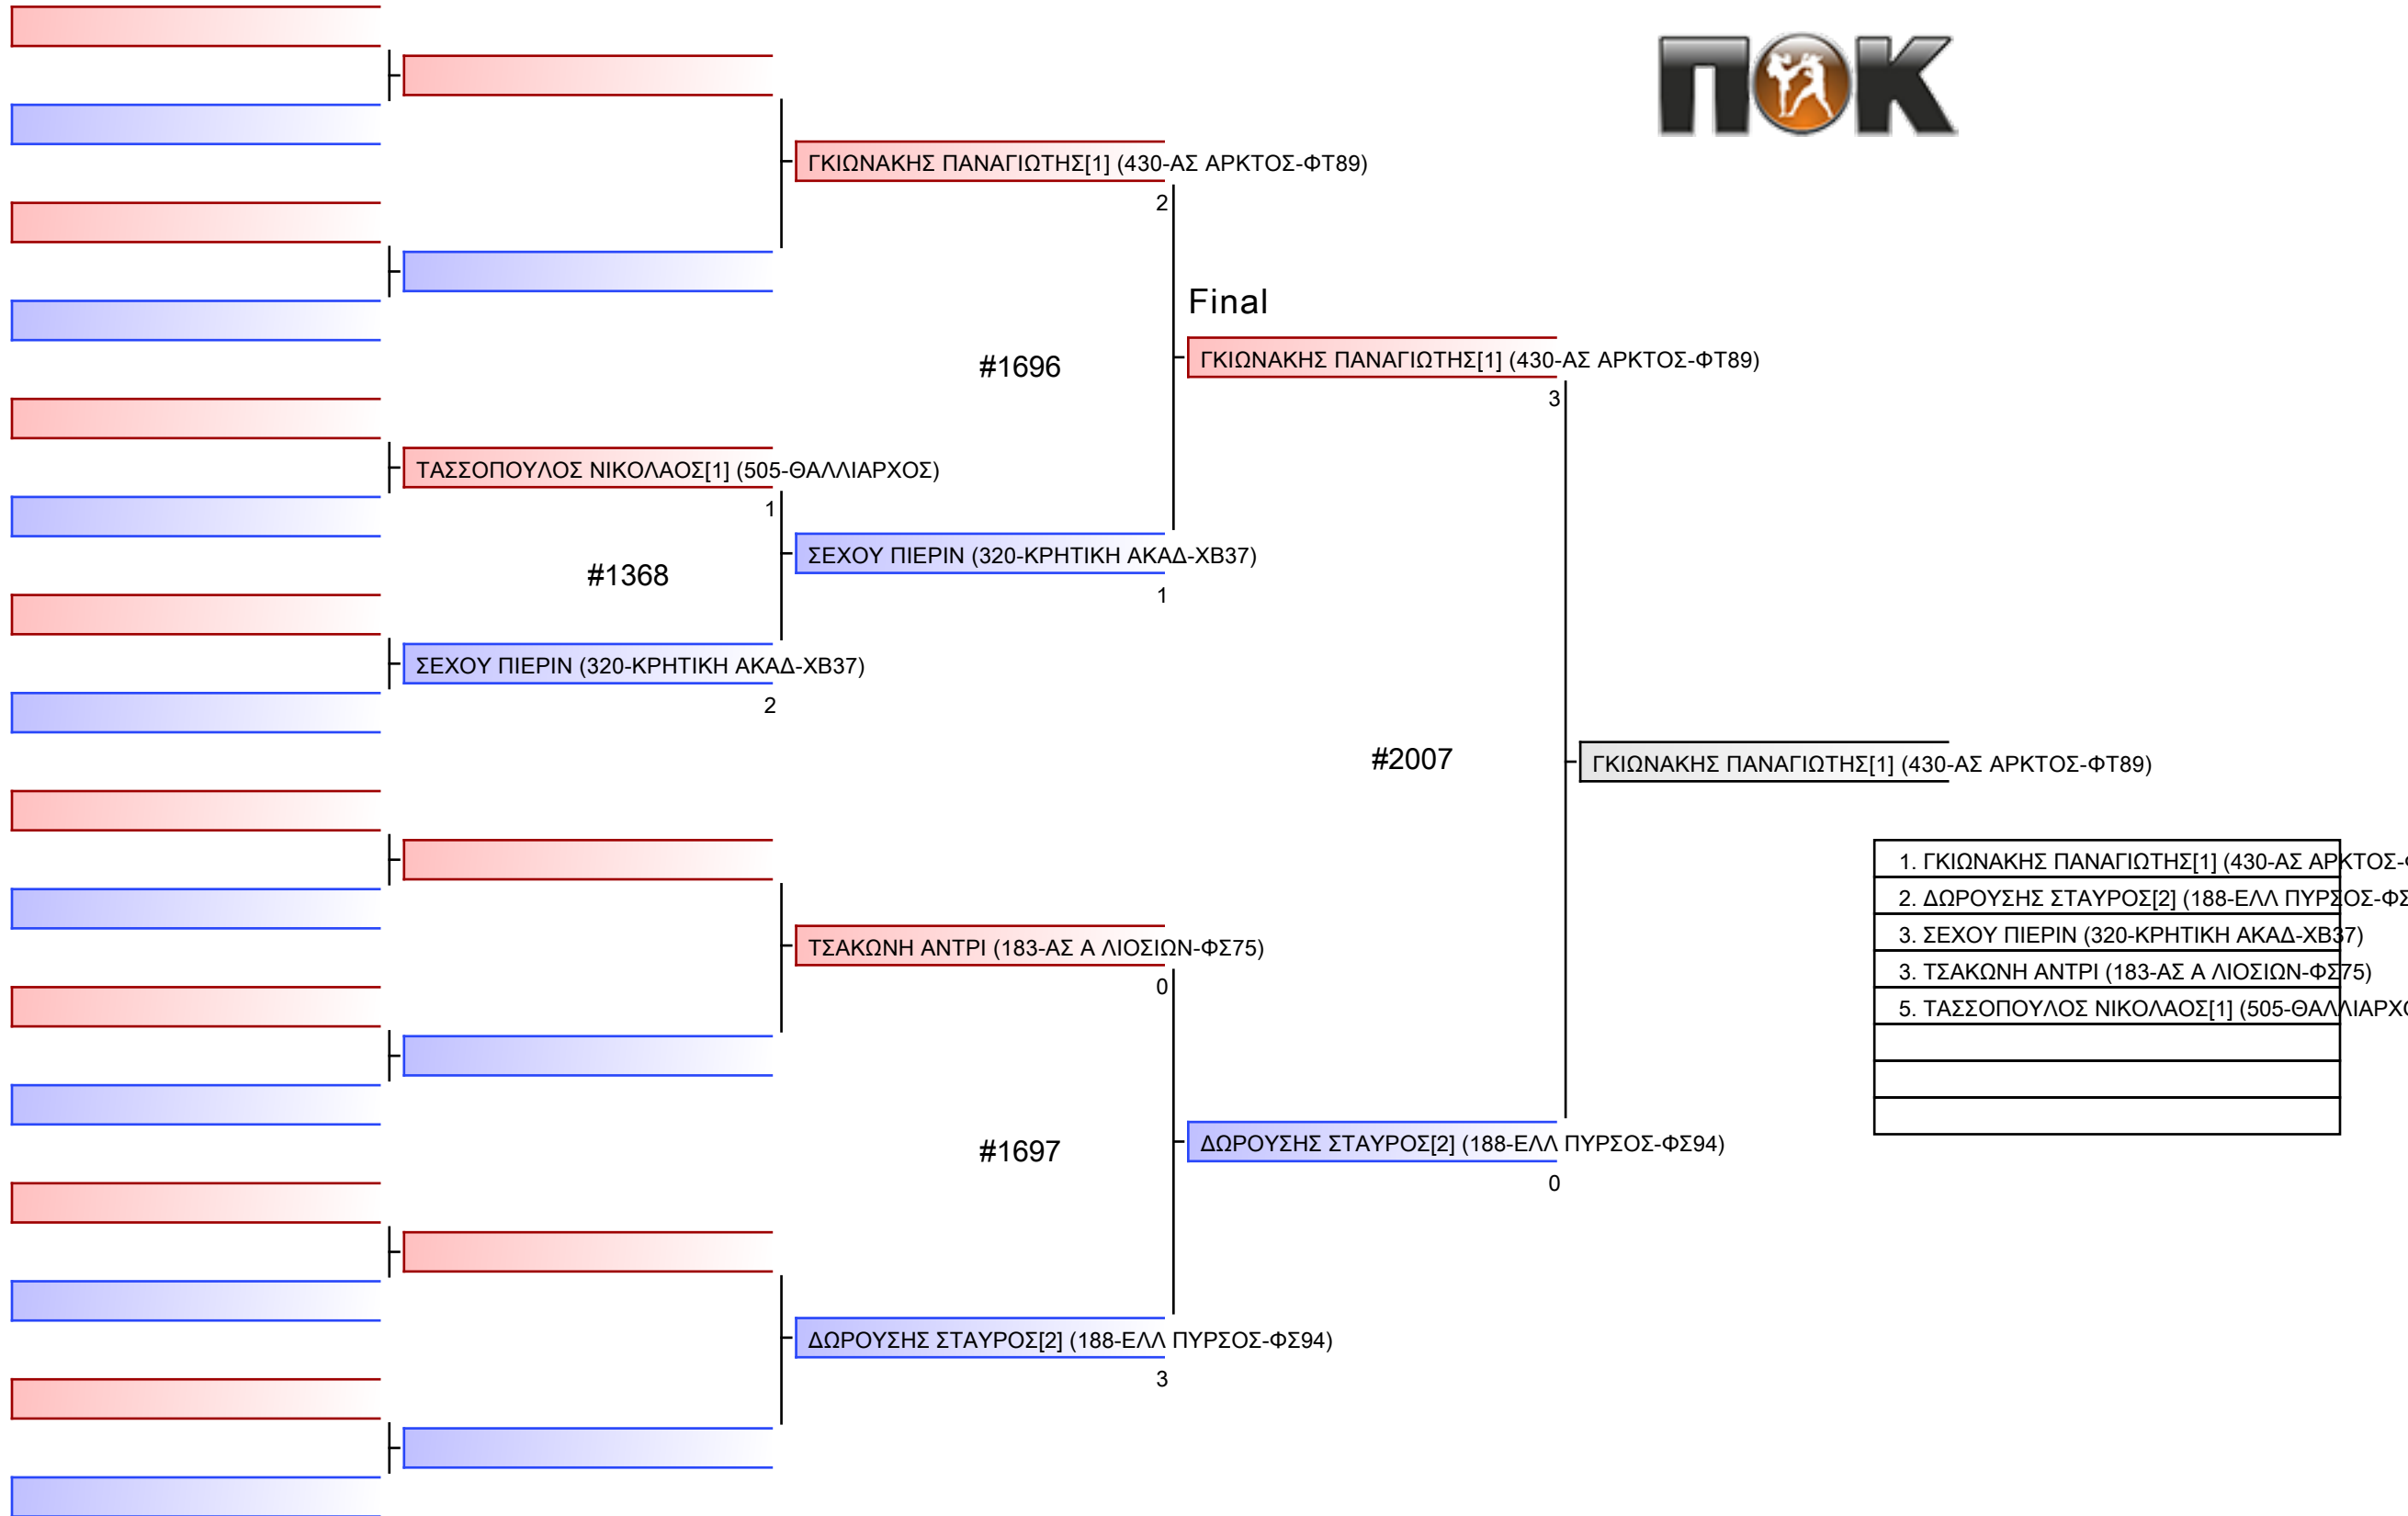 ΠΟΚ
ΓΚΙΩΝΑΚΗΣ ΠΑΝΑΓΙΩΤΗΣ[1] (430-ΑΣ ΑΡΚΤΟΣ-ΦΤ89)
2
Final
#1696
ΓΚΙΩΝΑΚΗΣ ΠΑΝΑΓΙΩΤΗΣ[1] (430-ΑΣ ΑΡΚΤΟΣ-ΦΤ89)
3
ΤΑΣΣΟΠΟΥΛΟΣ ΝΙΚΟΛΑΟΣ[1] (505-ΘΑΛΛΙΑΡΧΟΣ)
1
#1368
ΣΕΧΟΥ ΠΙΕΡΙΝ (320-ΚΡΗΤΙΚΗ ΑΚΑΔ-ΧΒ37)
1
ΣΕΧΟΥ ΠΙΕΡΙΝ (320-ΚΡΗΤΙΚΗ ΑΚΑΔ-ΧΒ37)
2
#2007
ΓΚΙΩΝΑΚΗΣ ΠΑΝΑΓΙΩΤΗΣ[1] (430-ΑΣ ΑΡΚΤΟΣ-ΦΤ89)
1. ΓΚΙΩΝΑΚΗΣ ΠΑΝΑΓΙΩΤΗΣ[1] (430-ΑΣ ΑΡΚΤΟΣ-
2. ΔΩΡΟΥΣΗΣ ΣΤΑΥΡΟΣ[2] (188-ΕΛΛ ΠΥΡΣΟΣ-ΦΣ
3. ΣΕΧΟΥ ΠΙΕΡΙΝ (320-ΚΡΗΤΙΚΗ ΑΚΑΔ-ΧΒ37)
3. ΤΣΑΚΩΝΗ ΑΝΤΡΙ (183-ΑΣ Α ΛΙΟΣΙΩΝ-ΦΣ75)
5. ΤΑΣΣΟΠΟΥΛΟΣ ΝΙΚΟΛΑΟΣ[1] (505-ΘΑΛΛΙΑΡΧΟ
ΤΣΑΚΩΝΗ ΑΝΤΡΙ (183-ΑΣ Α ΛΙΟΣΙΩΝ-ΦΣ75)
0
#1697
ΔΩΡΟΥΣΗΣ ΣΤΑΥΡΟΣ[2] (188-ΕΛΛ ΠΥΡΣΟΣ-ΦΣ94)
0
ΔΩΡΟΥΣΗΣ ΣΤΑΥΡΟΣ[2] (188-ΕΛΛ ΠΥΡΣΟΣ-ΦΣ94)
3